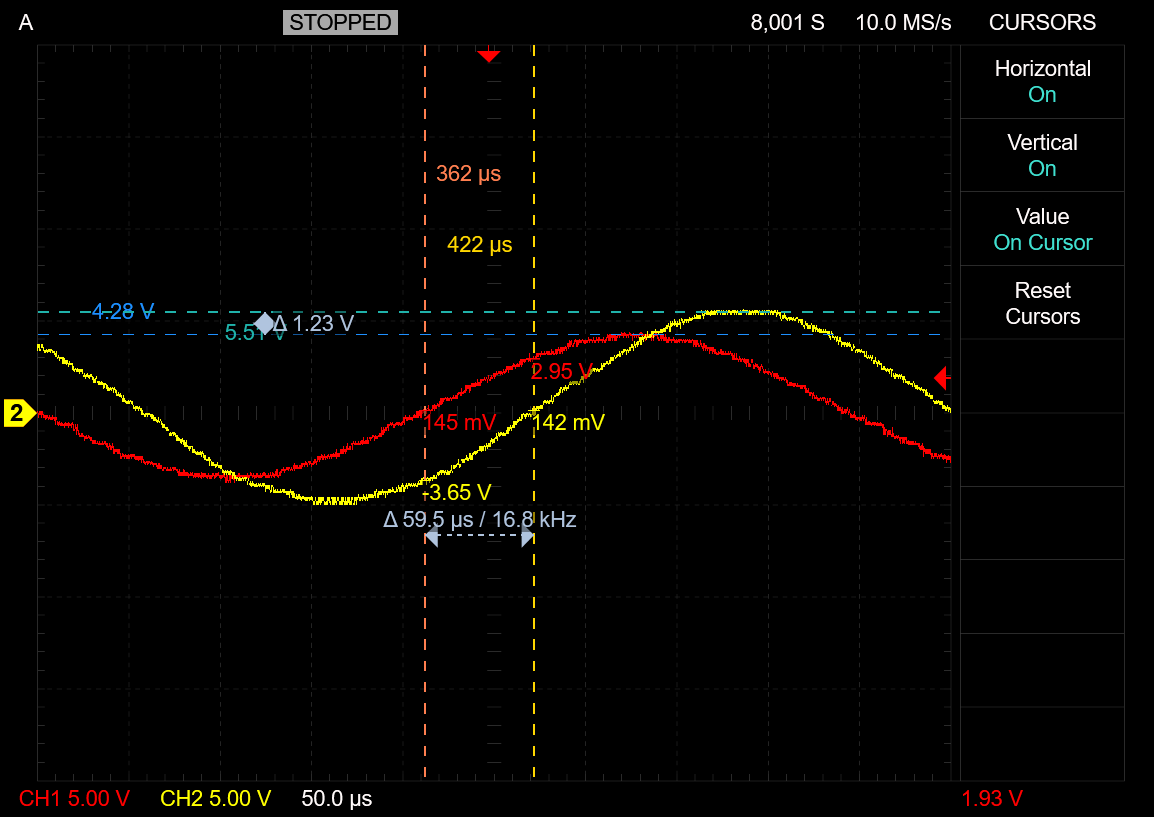 A STOPPED 8,001 S 10.0 MS/s CURSORS
Horizontal
On
Vertical
On
Value
On Cursor
Reset
Cursors
362 µs
422 µs
4.28 V
Δ 1.23 V
5.51 V
2.95 V
2
145 mV
142 mV
-3.65 V
Δ 59.5 µs / 16.8 kHz
CH1 5.00 V CH2 5.00 V 50.0 µs 1.93 V